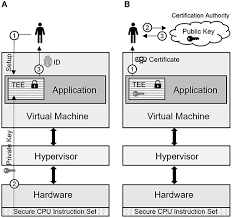 A
B
Certification Authority
Public Key
1
2
3
3
ID
Certificate
Setup
1
TEE
Application
TEE
Application
Virtual Machine
Virtual Machine
Private Key
Hypervisor
Hypervisor
2
Hardware
Hardware
Secure CPU Instruction Set
Secure CPU Instruction Set